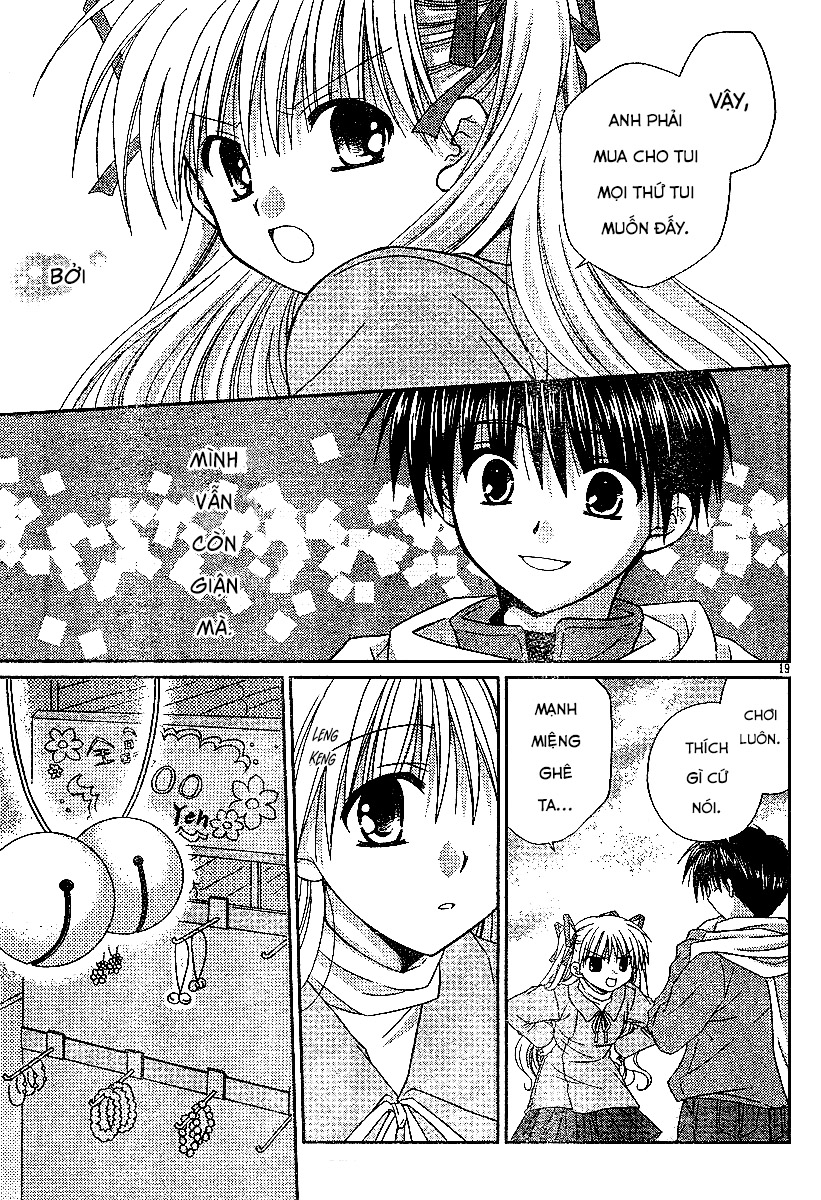 VẬY,
ANH PHẢI
MUA CHO TUI
MỌI THỨ TUI
MUỐN ĐẤY.
BỞI
MÌNH
VẪN
CÒN
GIẬN
MÀ.
19
CHƠI
LUÔN.
THÍCH
GÌ CỨ
NÓI.
MẠNH
MIỆNG
GHÊ
TA...
LENG
KENG
Yen